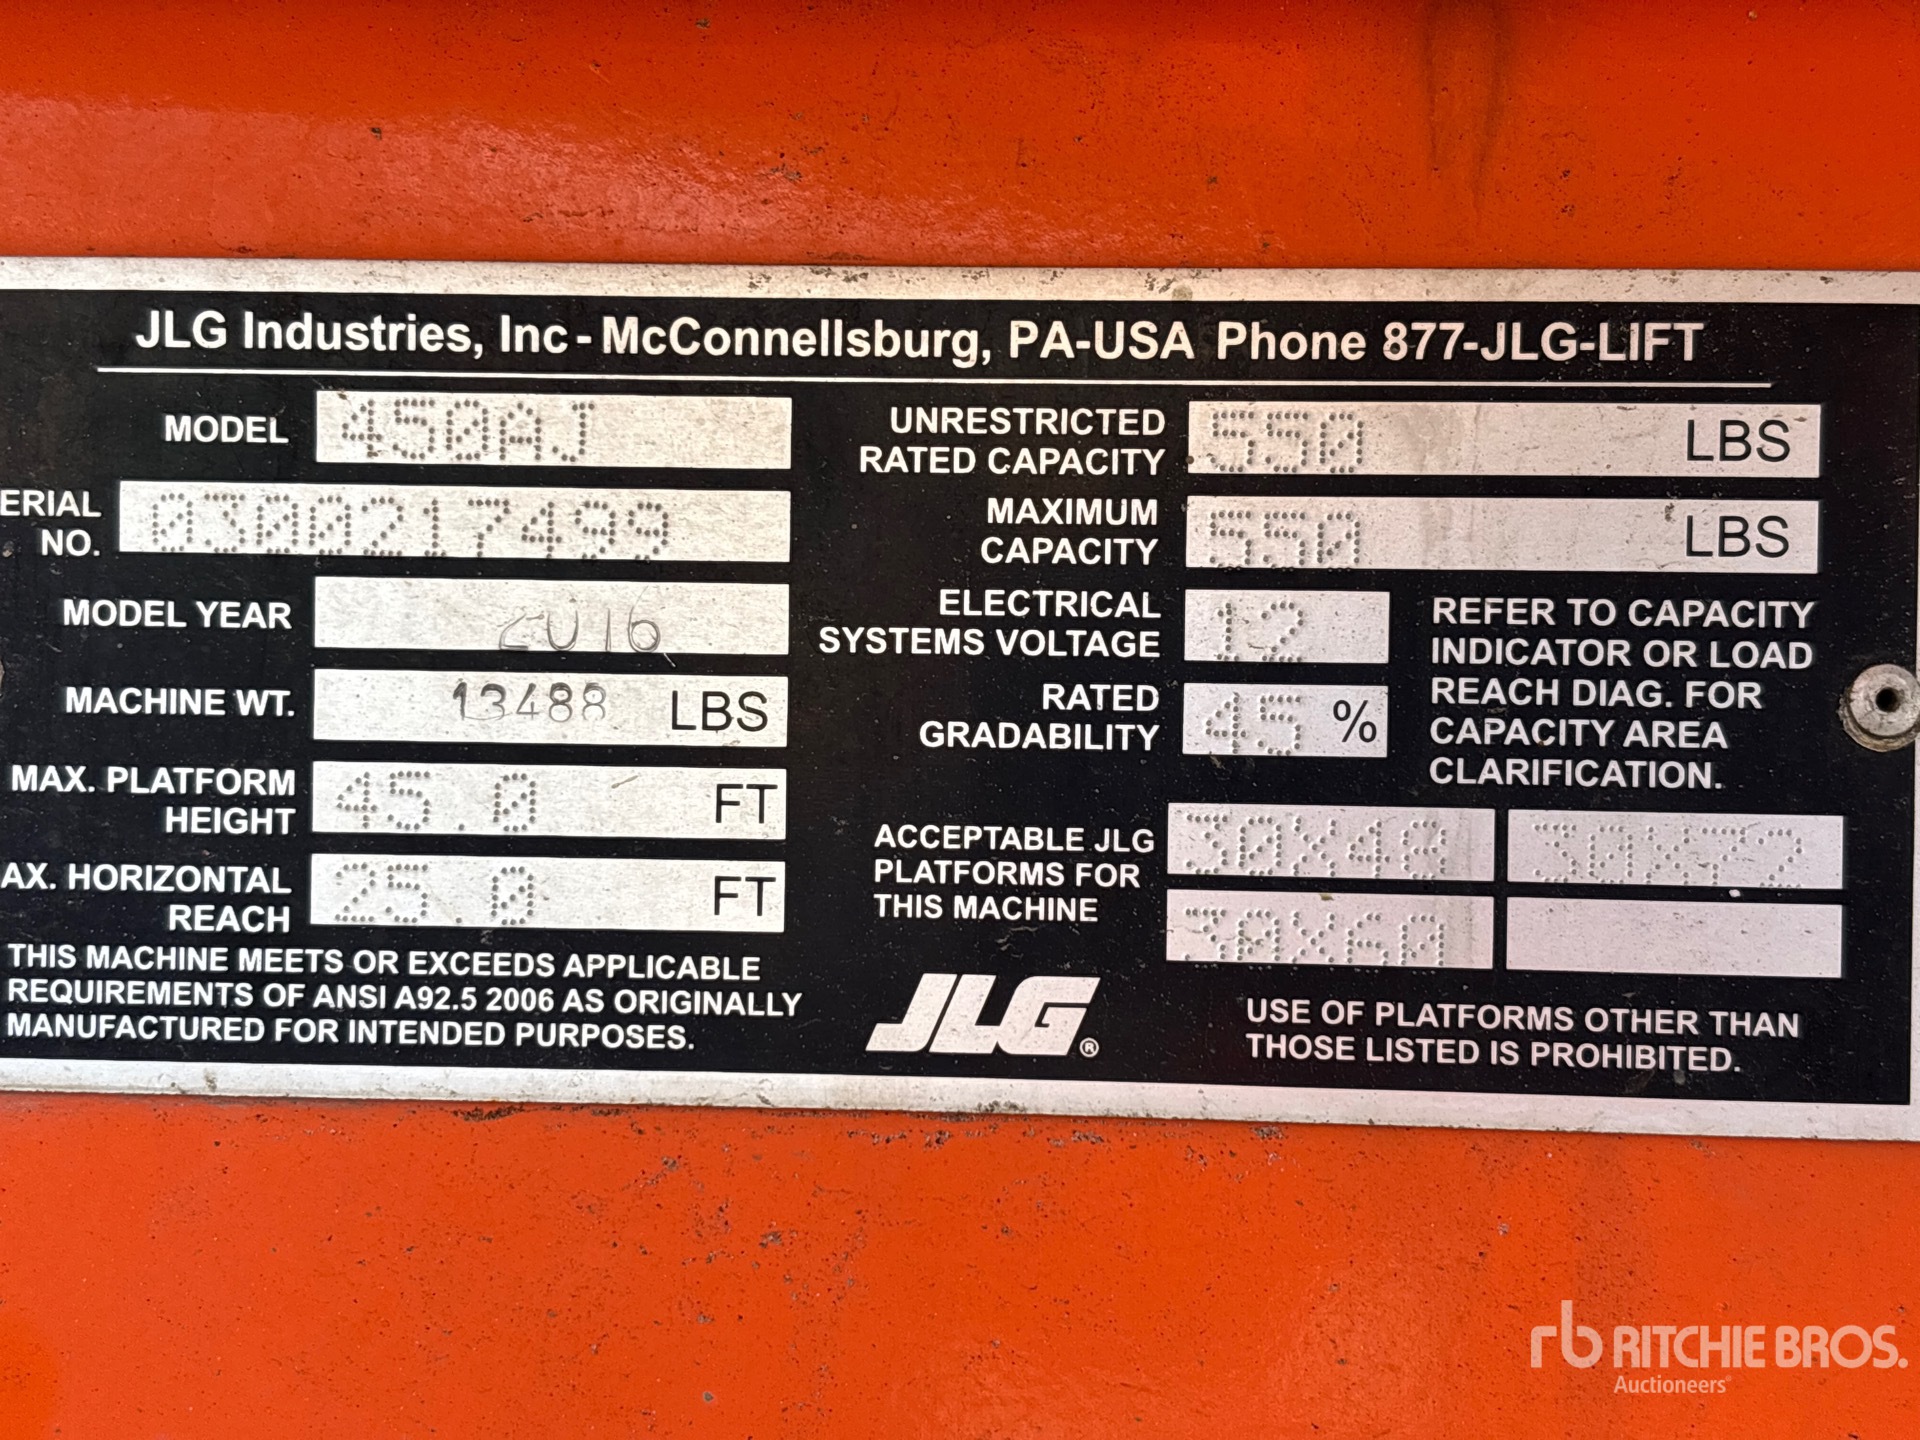 JLG Industries, Inc - McConnellsburg, PA-USA Phone 877-JLG-LIFT
MODEL 450AJ
ERIAL
NO. 0300217499
MODEL YEAR 2016
MACHINE WT. 13488 LBS
MAX. PLATFORM
HEIGHT 45.0 FT
AX. HORIZONTAL
REACH 25.0 FT
THIS MACHINE MEETS OR EXCEEDS APPLICABLE
REQUIREMENTS OF ANSI A92.5 2006 AS ORIGINALLY
MANUFACTURED FOR INTENDED PURPOSES.
UNRESTRICTED
RATED CAPACITY 550 LBS
MAXIMUM
CAPACITY 550 LBS
ELECTRICAL
SYSTEMS VOLTAGE 12
RATED
GRADABILITY 45 %
REFER TO CAPACITY
INDICATOR OR LOAD
REACH DIAG. FOR
CAPACITY AREA
CLARIFICATION.
ACCEPTABLE JLG
PLATFORMS FOR
THIS MACHINE
30X48 30X72
30X60
JLG®
USE OF PLATFORMS OTHER THAN
THOSE LISTED IS PROHIBITED.
rb RITCHIE BROS.
Auctioneers